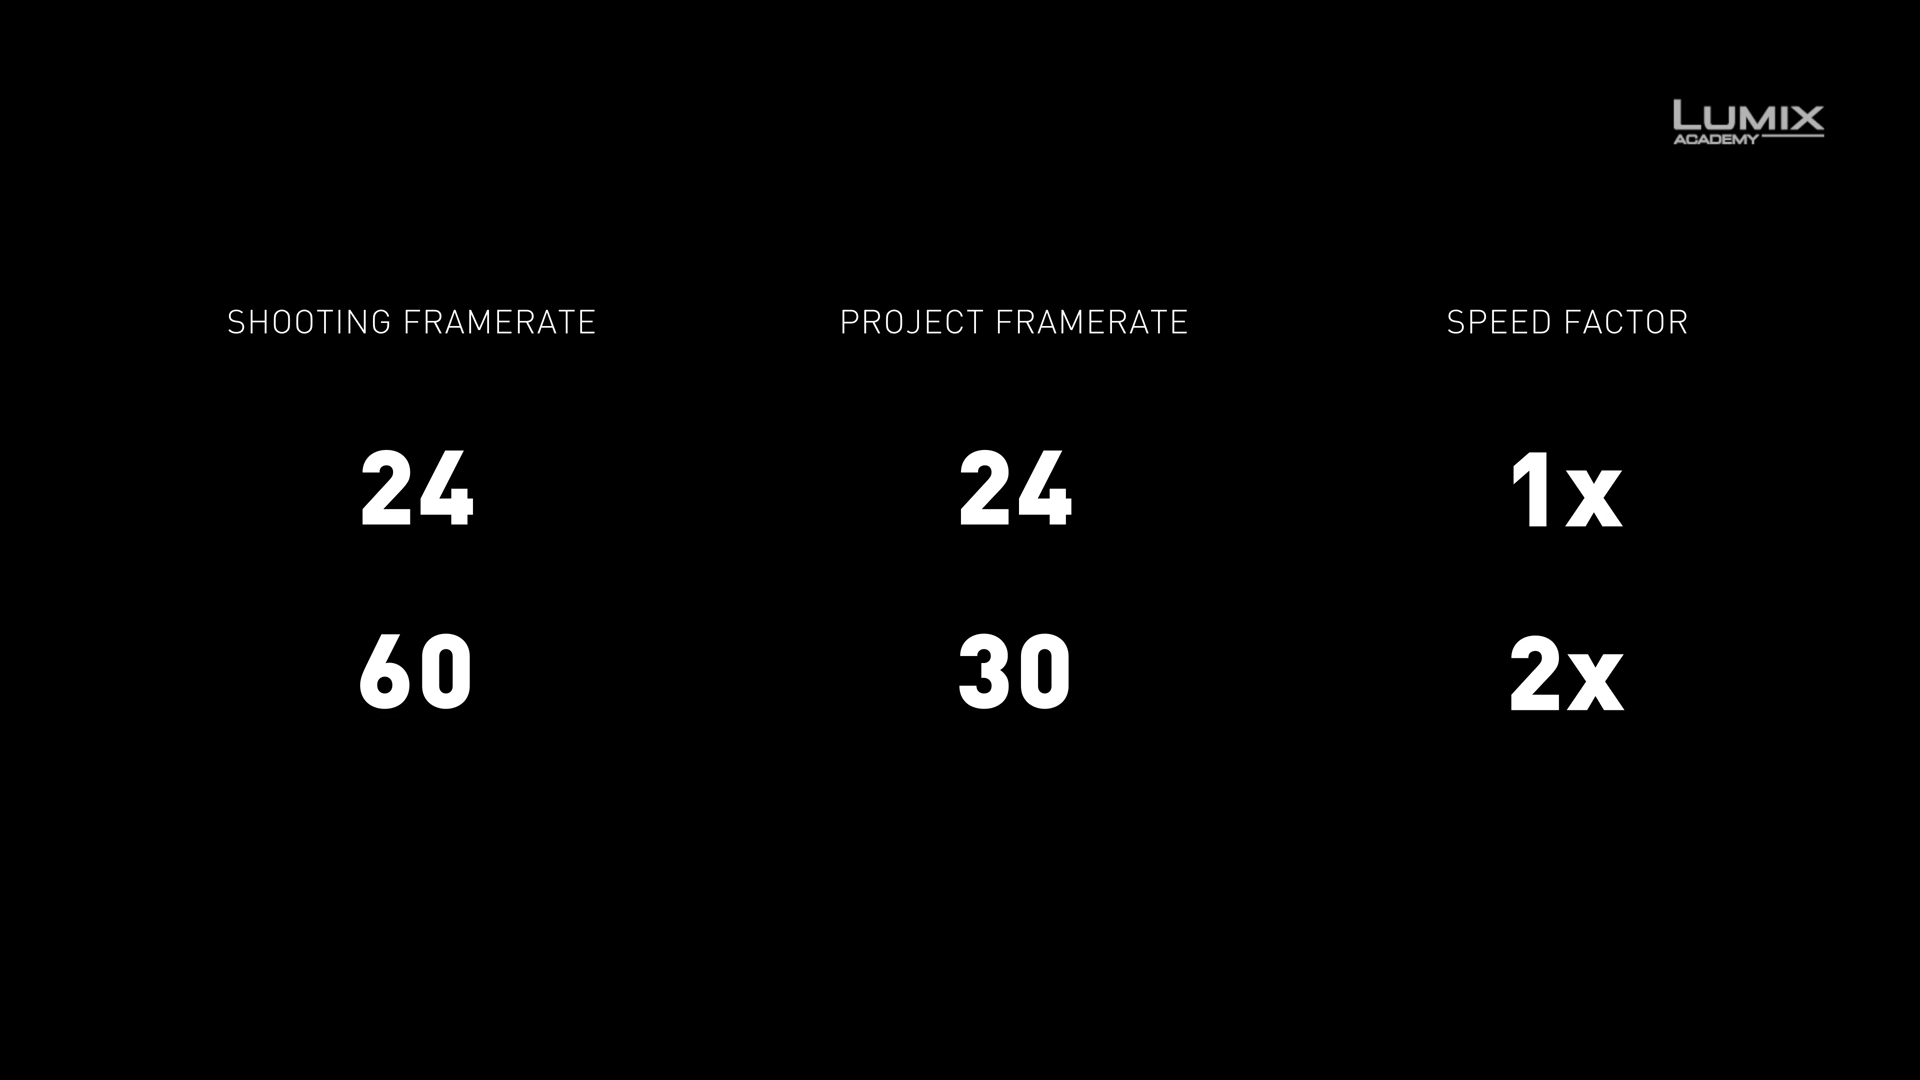 LUMIX
ACADEMY
SHOOTING FRAMERATE PROJECT FRAMERATE SPEED FACTOR
24 24 1x
60 30 2x